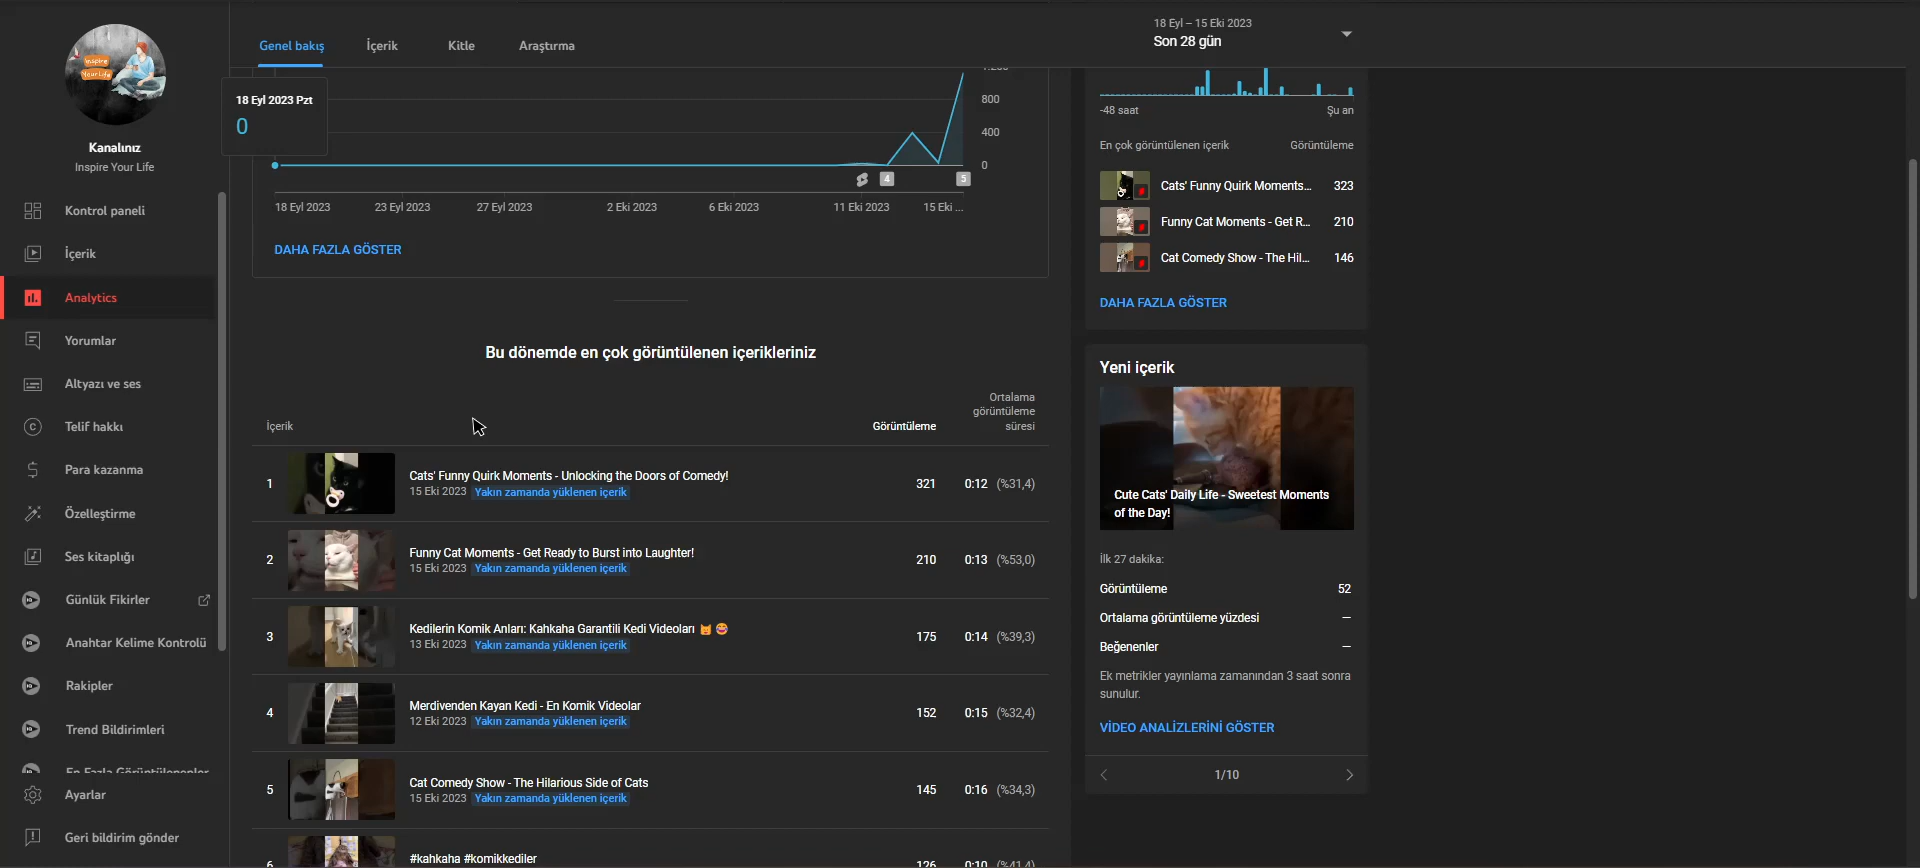 Inspire
Your Life
Kanalınız
Inspire Your Life
Kontrol paneli
İçerik
Analytics
Yorumlar
Altyazı ve ses
Telif hakkı
Para kazanma
Özelleştirme
Ses kitaplığı
Günlük Fikirler
Anahtar Kelime Kontrolü
Rakipler
Trend Bildirimleri
En Fazla Görüntülenenler
Ayarlar
Geri bildirim gönder
Genel bakış İçerik Kitle Araştırma
18 Eyl – 15 Eki 2023
Son 28 gün
18 Eyl 2023 Pzt
0
1.200
800
400
0
4 5
18 Eyl 2023 23 Eyl 2023 27 Eyl 2023 2 Eki 2023 6 Eki 2023 11 Eki 2023 15 Eki ...
DAHA FAZLA GÖSTER
Bu dönemde en çok görüntülenen içerikleriniz
İçerik Görüntüleme Ortalama
görüntüleme
süresi
1 Cats' Funny Quirk Moments - Unlocking the Doors of Comedy! 321 0:12 (%31,4)
15 Eki 2023 Yakın zamanda yüklenen içerik
2 Funny Cat Moments - Get Ready to Burst into Laughter! 210 0:13 (%53,0)
15 Eki 2023 Yakın zamanda yüklenen içerik
3 Kedilerin Komik Anları: Kahkaha Garantili Kedi Videoları 😺 😂 175 0:14 (%39,3)
13 Eki 2023 Yakın zamanda yüklenen içerik
4 Merdivenden Kayan Kedi - En Komik Videolar 152 0:15 (%32,4)
12 Eki 2023 Yakın zamanda yüklenen içerik
5 Cat Comedy Show - The Hilarious Side of Cats 145 0:16 (%34,3)
15 Eki 2023 Yakın zamanda yüklenen içerik
6 #kahkaha #komikkediler 126 0:10 (%41,4)
-48 saat Şu an
En çok görüntülenen içerik Görüntüleme
Cats' Funny Quirk Moments... 323
Funny Cat Moments - Get R... 210
Cat Comedy Show - The Hil... 146
DAHA FAZLA GÖSTER
Yeni içerik
Cute Cats' Daily Life - Sweetest Moments
of the Day!
İlk 27 dakika:
Görüntüleme 52
Ortalama görüntüleme yüzdesi —
Beğenenler —
Ek metrikler yayınlama zamanından 3 saat sonra
sunulur.
VİDEO ANALİZLERİNİ GÖSTER
1/10